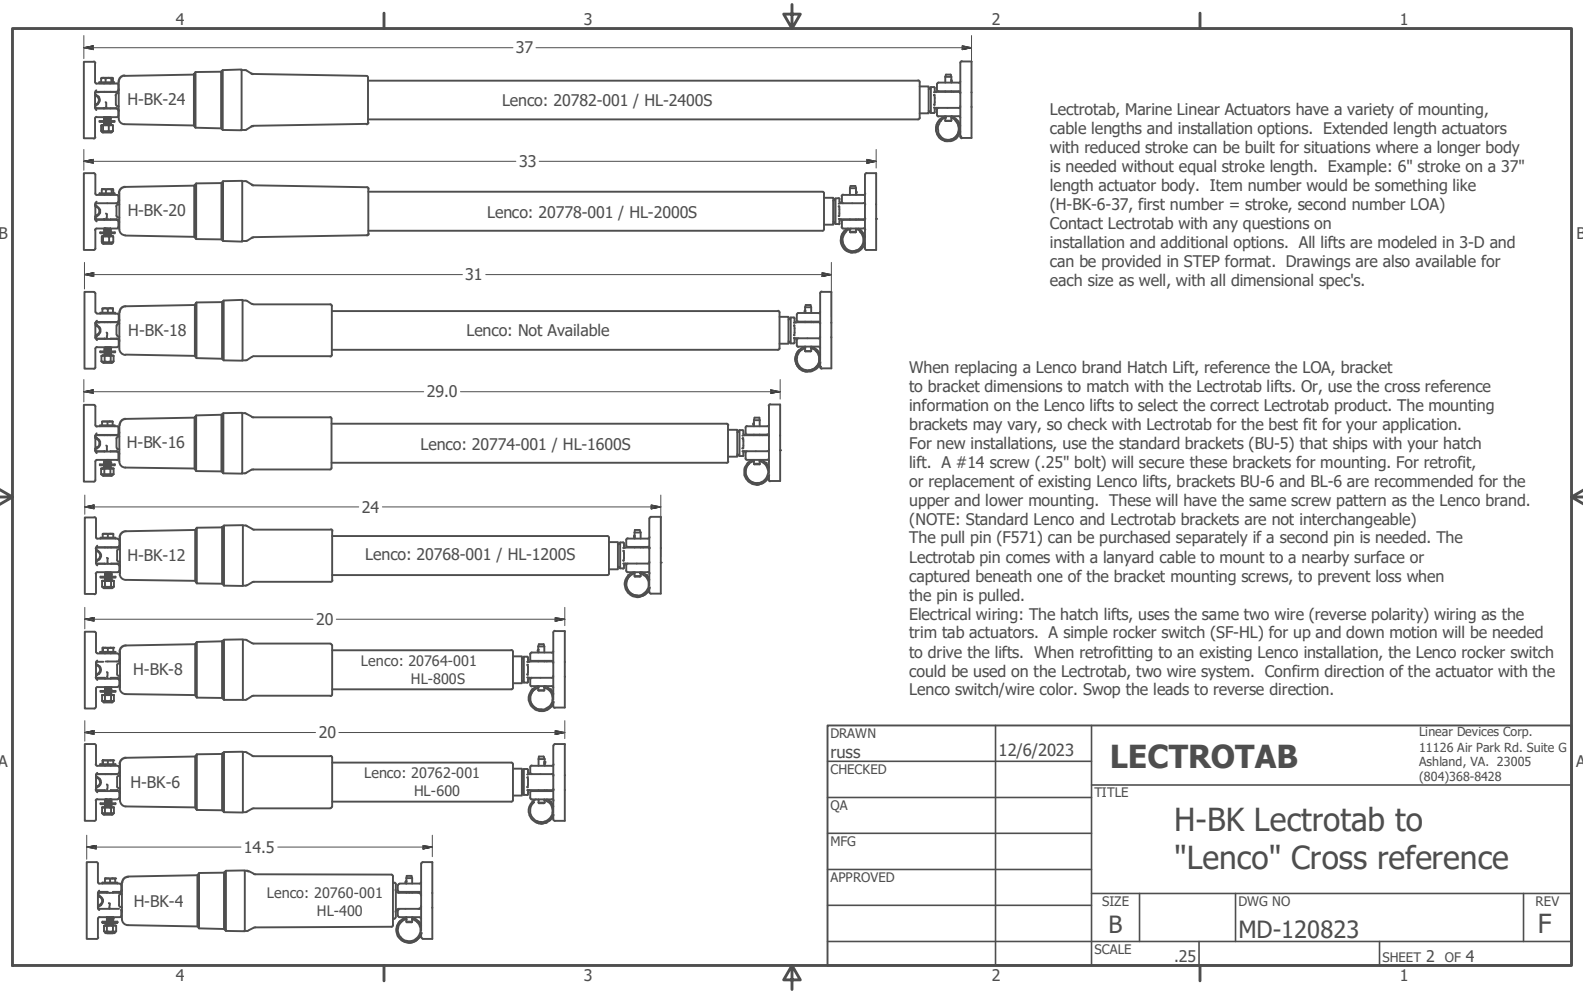 4 3 2 1
37
H-BK-24
Lenco: 20782-001 / HL-2400S
33
H-BK-20
Lenco: 20778-001 / HL-2000S
31
H-BK-18
Lenco: Not Available
29.0
H-BK-16
Lenco: 20774-001 / HL-1600S
24
H-BK-12
Lenco: 20768-001 / HL-1200S
20
H-BK-8
Lenco: 20764-001
HL-800S
20
H-BK-6
Lenco: 20762-001
HL-600
14.5
H-BK-4
Lenco: 20760-001
HL-400
Lectrotab, Marine Linear Actuators have a variety of mounting,
cable lengths and installation options. Extended length actuators
with reduced stroke can be built for situations where a longer body
is needed without equal stroke length. Example: 6" stroke on a 37"
length actuator body. Item number would be something like
(H-BK-6-37, first number = stroke, second number LOA)
Contact Lectrotab with any questions on
installation and additional options. All lifts are modeled in 3-D and
can be provided in STEP format. Drawings are also available for
each size as well, with all dimensional spec's.
When replacing a Lenco brand Hatch Lift, reference the LOA, bracket
to bracket dimensions to match with the Lectrotab lifts. Or, use the cross reference
information on the Lenco lifts to select the correct Lectrotab product. The mounting
brackets may vary, so check with Lectrotab for the best fit for your application.
For new installations, use the standard brackets (BU-5) that ships with your hatch
lift. A #14 screw (.25" bolt) will secure these brackets for mounting. For retrofit,
or replacement of existing Lenco lifts, brackets BU-6 and BL-6 are recommended for the
upper and lower mounting. These will have the same screw pattern as the Lenco brand.
(NOTE: Standard Lenco and Lectrotab brackets are not interchangeable)
The pull pin (F571) can be purchased separately if a second pin is needed. The
Lectrotab pin comes with a lanyard cable to mount to a nearby surface or
captured beneath one of the bracket mounting screws, to prevent loss when
the pin is pulled.
Electrical wiring: The hatch lifts, uses the same two wire (reverse polarity) wiring as the
trim tab actuators. A simple rocker switch (SF-HL) for up and down motion will be needed
to drive the lifts. When retrofitting to an existing Lenco installation, the Lenco rocker switch
could be used on the Lectrotab, two wire system. Confirm direction of the actuator with the
Lenco switch/wire color. Swop the leads to reverse direction.
B B
A A
DRAWN
russ 12/6/2023
CHECKED
QA
MFG
APPROVED
LECTROTAB
Linear Devices Corp.
11126 Air Park Rd. Suite G
Ashland, VA. 23005
(804)368-8428
TITLE
H-BK Lectrotab to
"Lenco" Cross reference
SIZE
B
DWG NO
MD-120823
REV
F
SCALE .25
SHEET 2 OF 4
4 3 2 1